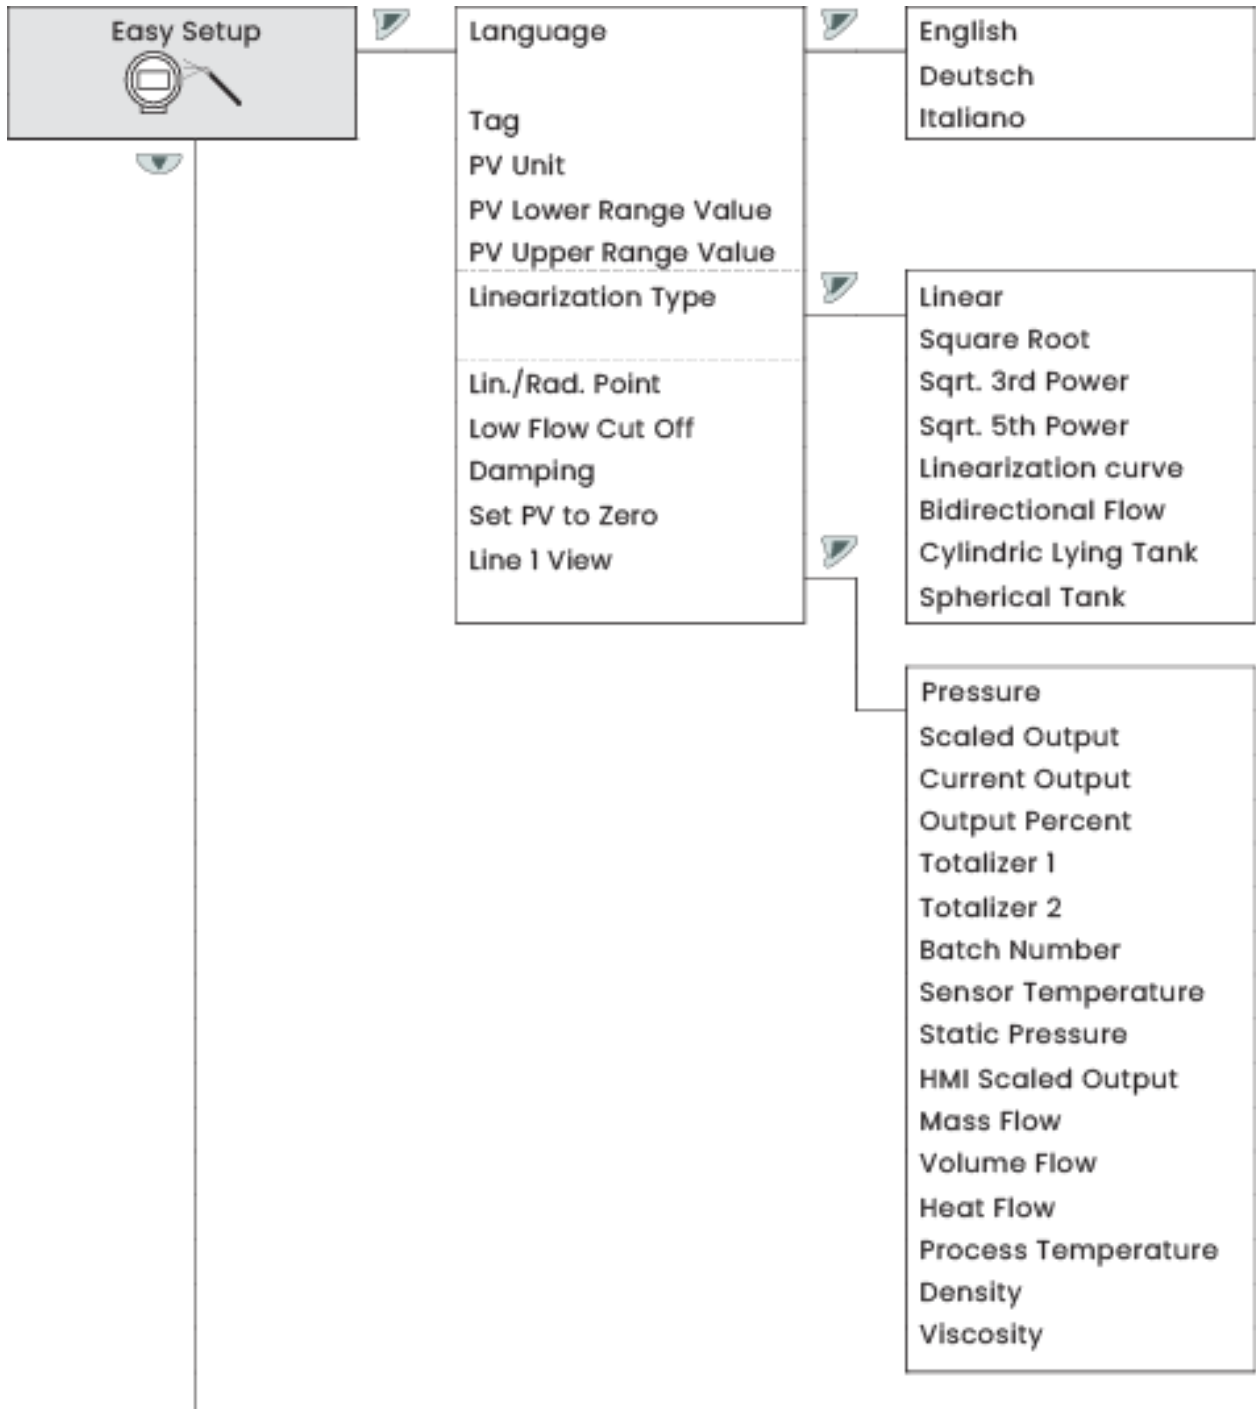 Easy Setup
Language
Tag
PV Unit
PV Lower Range Value
PV Upper Range Value
Linearization Type
Lin./Rad. Point
Low Flow Cut Off
Damping
Set PV to Zero
Line 1 View
English
Deutsch
Italiano
Linear
Square Root
Sqrt. 3rd Power
Sqrt. 5th Power
Linearization curve
Bidirectional Flow
Cylindric Lying Tank
Spherical Tank
Pressure
Scaled Output
Current Output
Output Percent
Totalizer 1
Totalizer 2
Batch Number
Sensor Temperature
Static Pressure
HMI Scaled Output
Mass Flow
Volume Flow
Heat Flow
Process Temperature
Density
Viscosity